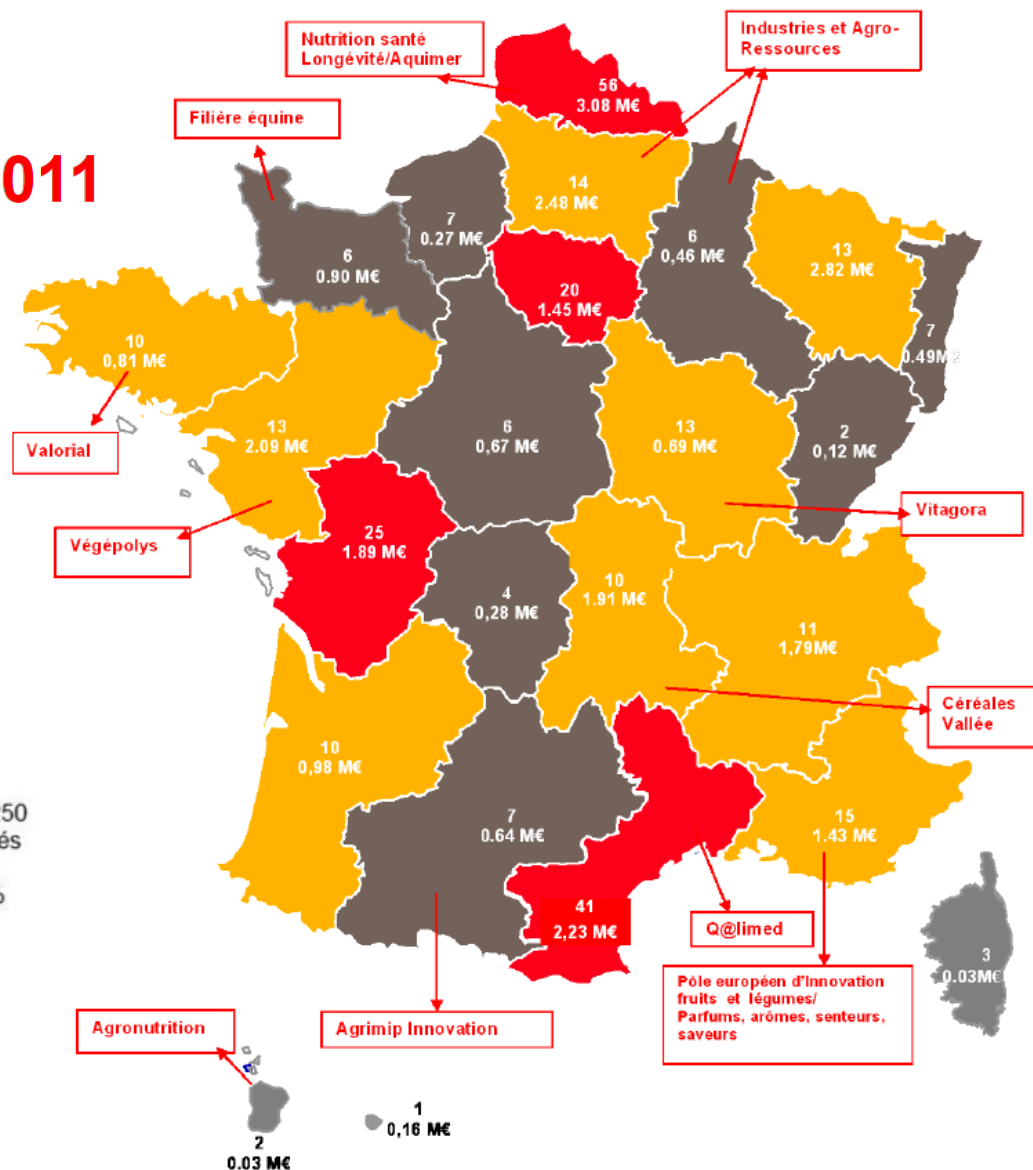 Nutrition santé
Longévité/Aquimer
Industries et Agro-
Ressources
56
3.08 M€
Filière équine
011
14
2.48 M€
7
0.27 M€
6
0,46 M€
13
2.82 M€
6
0.90 M€
20
1.45 M€
10
0,81 M€
7
0.49M€
Valorial
13
2.09 M€
6
0,67 M€
13
0.69 M€
2
0,12 M€
Vitagora
Végépolys
25
1.89 M€
4
0,28 M€
10
1.91 M€
11
1,79M€
Céréales
Vallée
10
0,98 M€
7
0.64 M€
15
1.43 M€
50
és
%
41
2,23 M€
Q@limed
3
0.03M€
Pôle européen d'Innovation
fruits et légumes/
Parfums, arômes, senteurs,
saveurs
Agronutrition
Agrimip Innovation
1
0,16 M€
2
0.03 M€